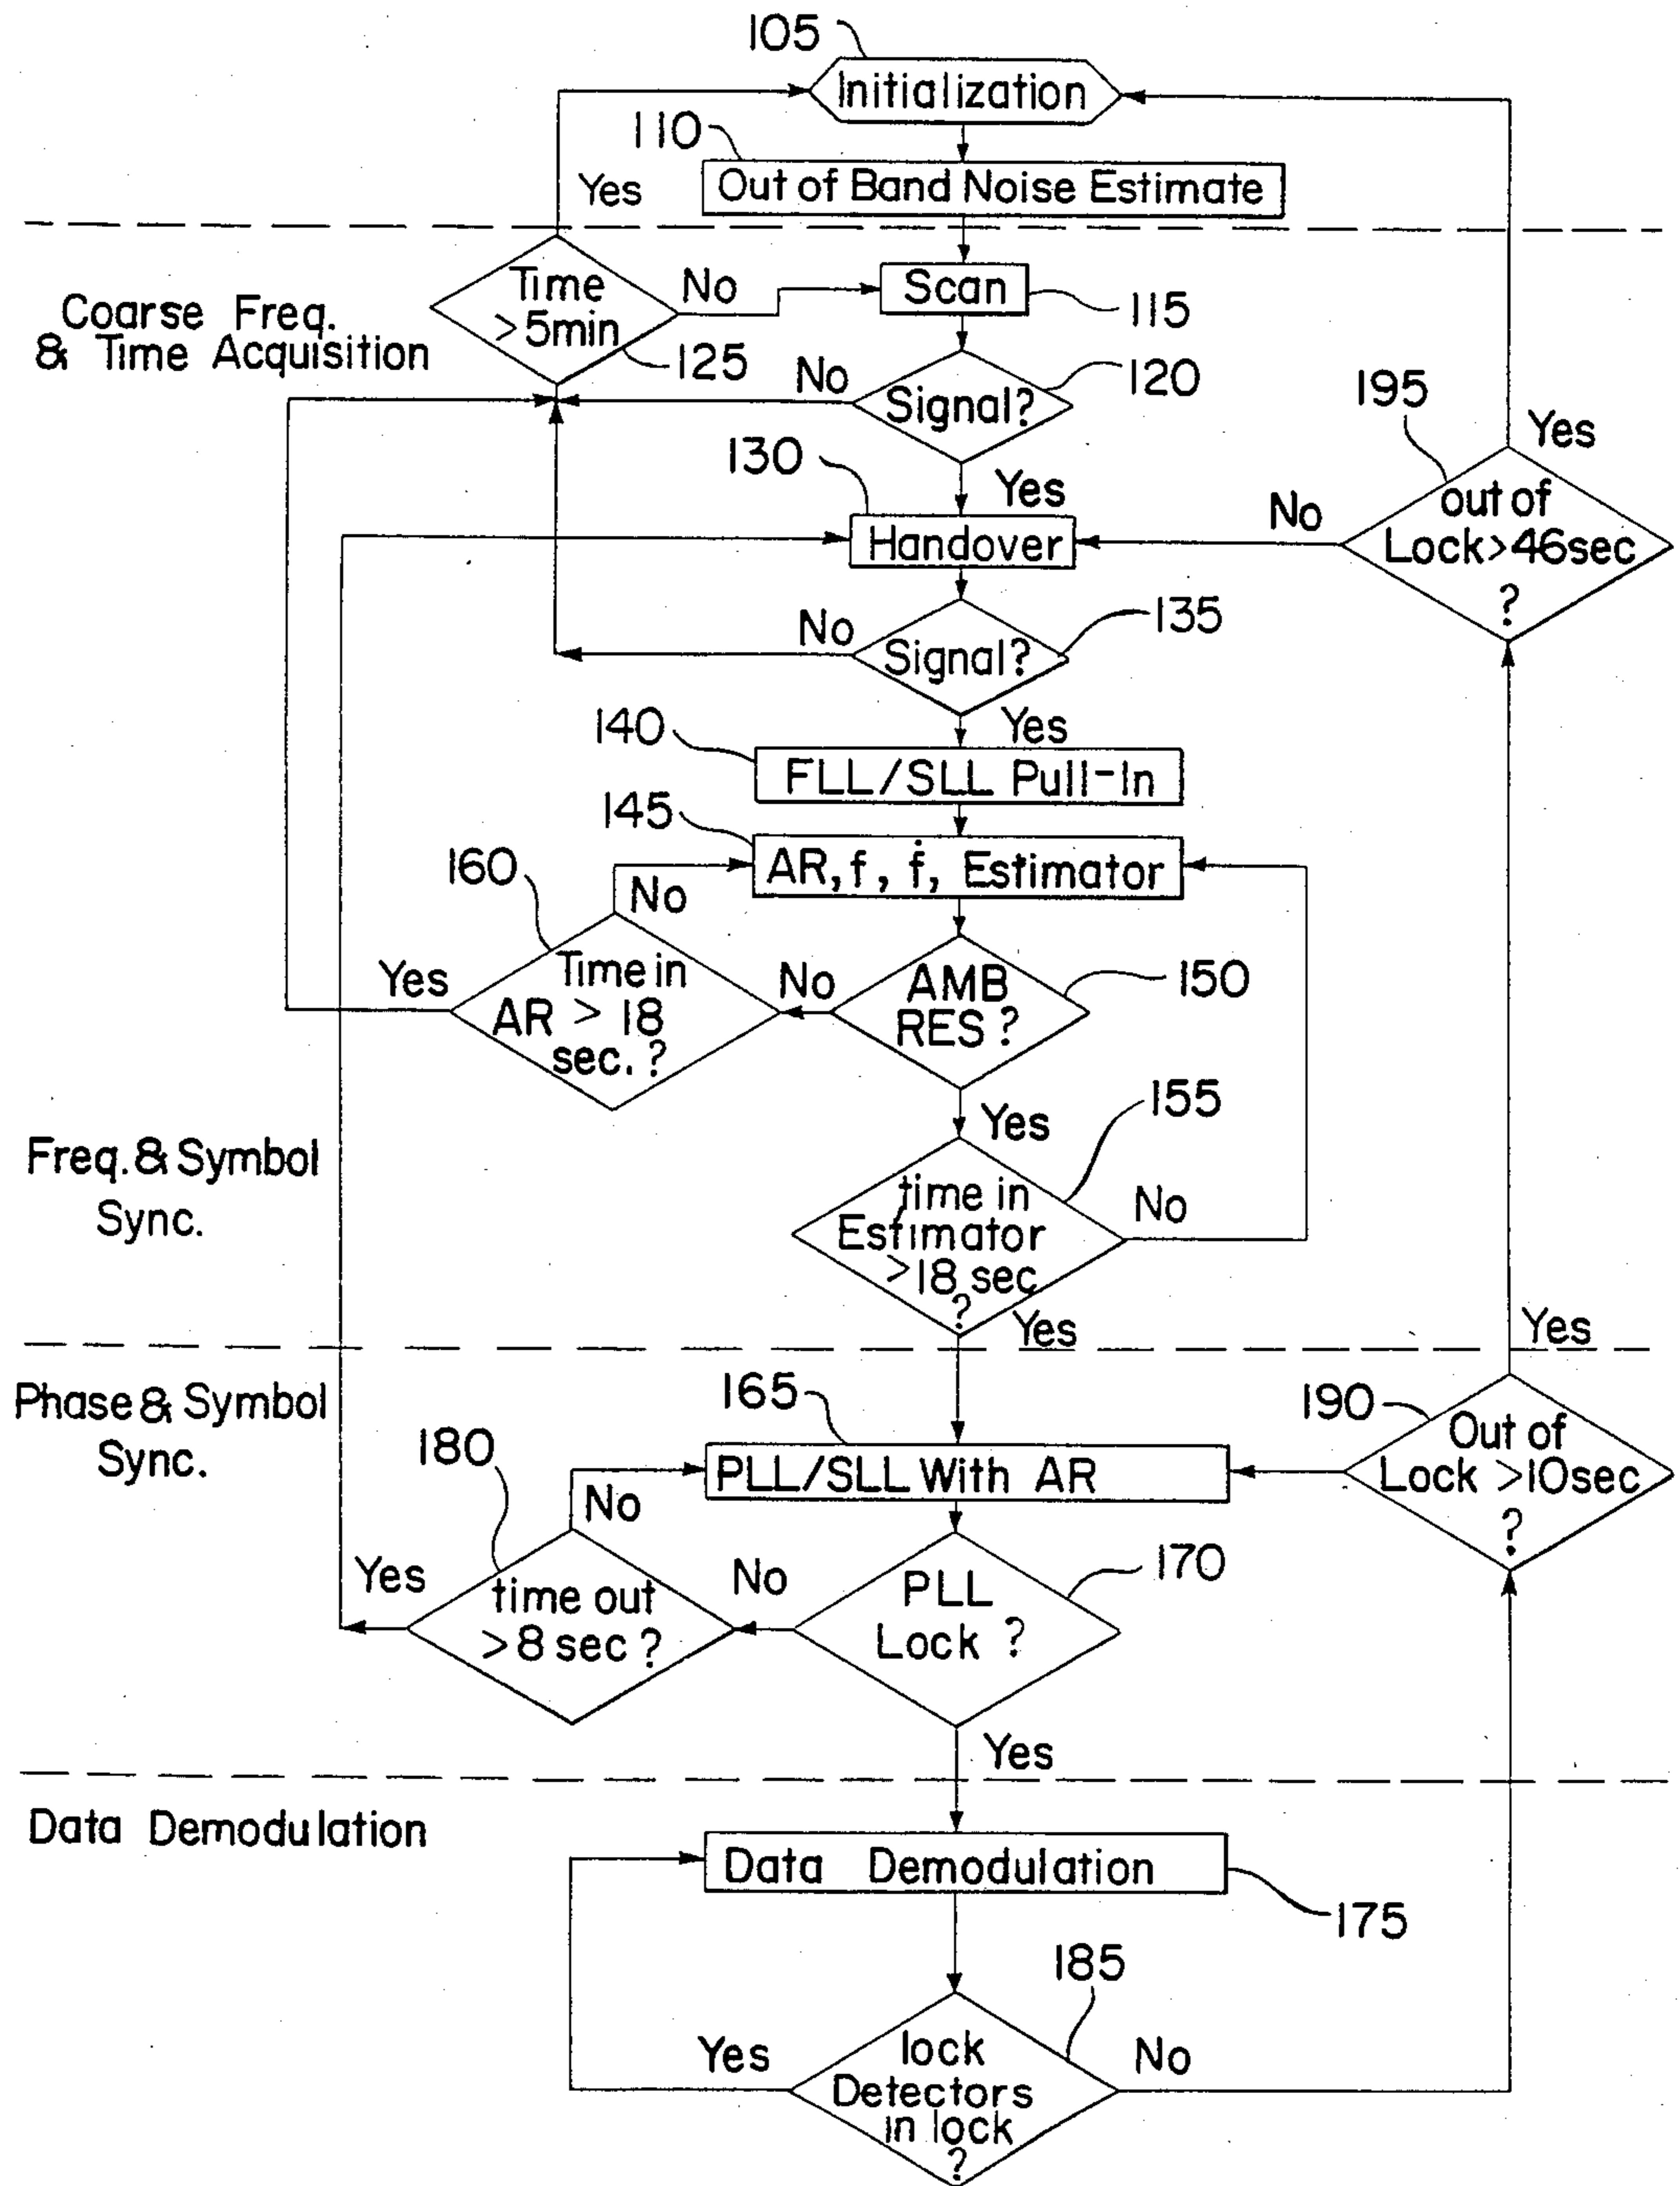 105
Initialization
110
Out of Band Noise Estimate
Yes
Coarse Freq.
& Time Acquisition
Time
>5min
No
125
Scan
115
No
Signal?
120
130
Yes
Handover
No
195
Yes
out of
Lock>46sec
?
No
Signal?
135
Yes
140
FLL/SLL Pull-In
145
AR, f, ḟ, Estimator
160
No
Yes
Time in
AR > 18
sec. ?
No
AMB
RES ?
150
Yes
155
time in
Estimator
>18 sec
?
No
Yes
Freq. & Symbol
Sync.
Phase & Symbol
Sync.
165
PLL/SLL With AR
190
Yes
Out of
Lock >10sec
?
180
No
Yes
time out
>8 sec ?
No
PLL
Lock ?
170
Yes
Data Demodulation
Data Demodulation
175
185
Yes
lock
Detectors
in lock
?
No